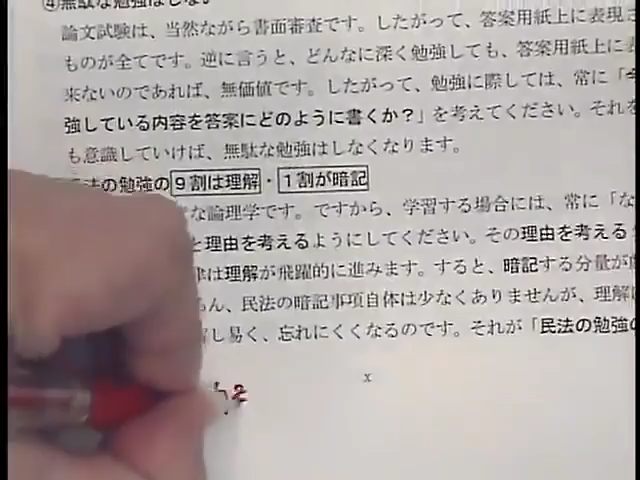 ④無駄な勉強はしない
論文試験は、当然ながら書面審査です。したがって、答案用紙上に表現
ものが全てです。逆に言うと、どんなに深く勉強しても、答案用紙上に
来ないのであれば、無価値です。したがって、勉強に際しては、常に「
強している内容を答案にどのように書くか?」を考えてください。それを
も意識していけば、無駄な勉強はしなくなります。
法の勉強の9割は理解・1割が暗記
な論理学です。ですから、学習する場合には、常に「な
と理由を考えるようにしてください。その理由を考える
は理解が飛躍的に進みます。すると、暗記する分量が
ん、民法の暗記事項自体は少なくありませんが、理解
し易く、忘れにくくなるのです。それが「民法の勉強の
x